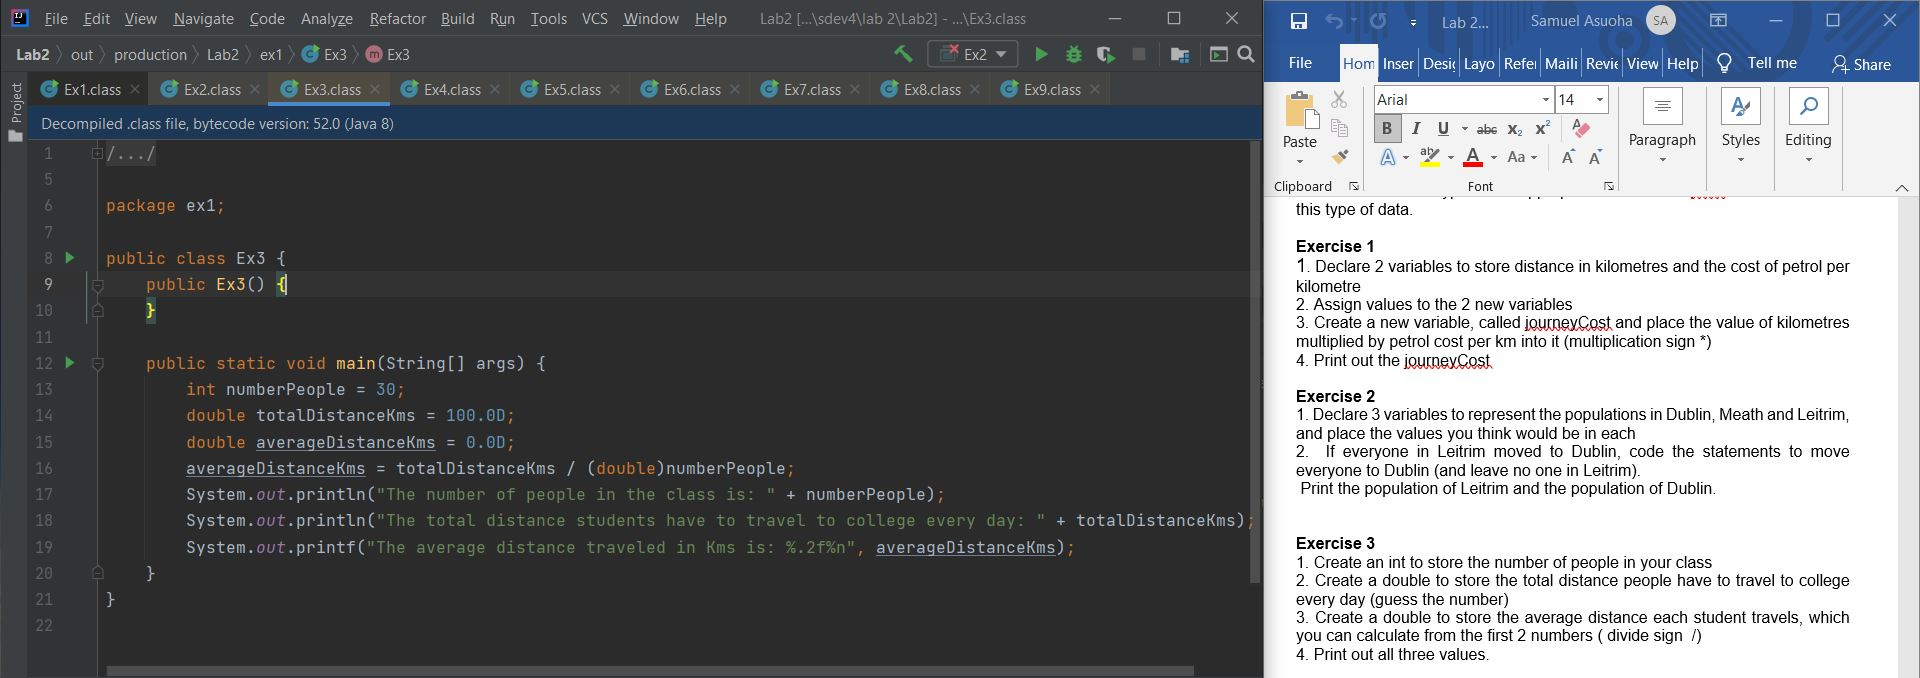 File Edit View Navigate Code Analyze Refactor Build Run Tools VCS Window Help Lab2 [...\sdev4\lab 2\Lab2] - ...\Ex3.class
Lab2 out production Lab2 ex1 Ex3 m Ex3 Ex2
Project
Ex1.class Ex2.class Ex3.class Ex4.class Ex5.class Ex6.class Ex7.class Ex8.class Ex9.class
Decompiled .class file, bytecode version: 52.0 (Java 8)
1 /.../
5
6 package ex1;
7
8 public class Ex3 {
9 public Ex3() {
10 }
11
12 public static void main(String[] args) {
13 int numberPeople = 30;
14 double totalDistanceKms = 100.0D;
15 double averageDistanceKms = 0.0D;
16 averageDistanceKms = totalDistanceKms / (double)numberPeople;
17 System.out.println("The number of people in the class is: " + numberPeople);
18 System.out.println("The total distance students have to travel to college every day: " + totalDistanceKms);
19 System.out.printf("The average distance traveled in Kms is: %.2f%n", averageDistanceKms);
20 }
21 }
22
Lab 2... Samuel Asuoha SA
File Hom Inser Desig Layo Refer Maili Revie View Help Tell me Share
Paste
Clipboard
Arial 14
B I U abc x₂ x²
A ab A Aa A A
Font
Paragraph
Styles
Editing
this type of data.
Exercise 1
1. Declare 2 variables to store distance in kilometres and the cost of petrol per
kilometre
2. Assign values to the 2 new variables
3. Create a new variable, called journeyCost and place the value of kilometres
multiplied by petrol cost per km into it (multiplication sign *)
4. Print out the journeyCost
Exercise 2
1. Declare 3 variables to represent the populations in Dublin, Meath and Leitrim,
and place the values you think would be in each
2. If everyone in Leitrim moved to Dublin, code the statements to move
everyone to Dublin (and leave no one in Leitrim).
Print the population of Leitrim and the population of Dublin.
Exercise 3
1. Create an int to store the number of people in your class
2. Create a double to store the total distance people have to travel to college
every day (guess the number)
3. Create a double to store the average distance each student travels, which
you can calculate from the first 2 numbers ( divide sign /)
4. Print out all three values.